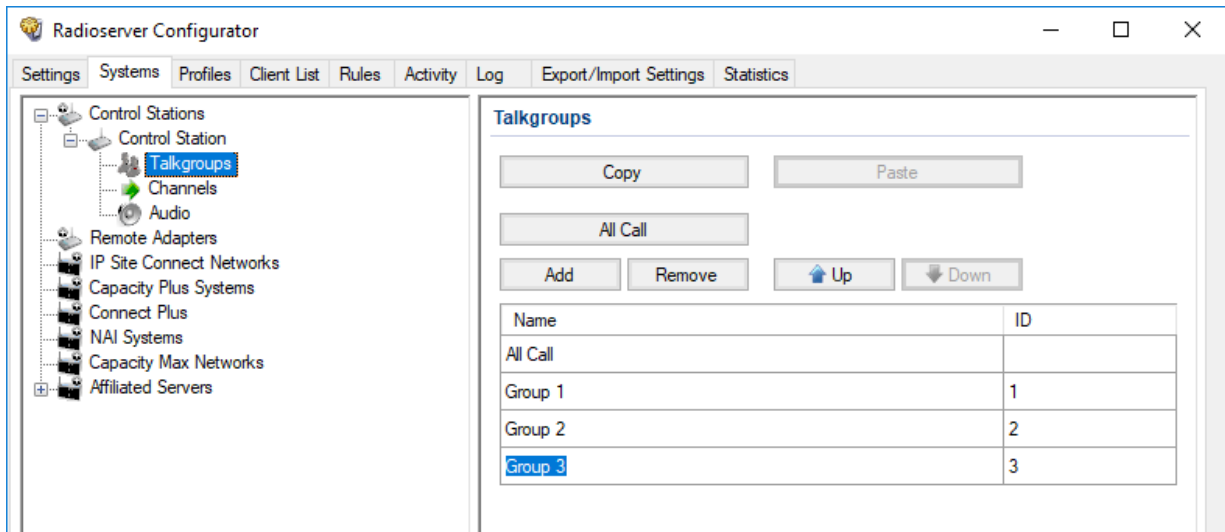 Radioserver Configurator
Settings Systems Profiles Client List Rules Activity Log Export/Import Settings Statistics
Control Stations
Control Station
Talkgroups
Channels
Audio
Remote Adapters
IP Site Connect Networks
Capacity Plus Systems
Connect Plus
NAI Systems
Capacity Max Networks
Affiliated Servers
Talkgroups
Copy Paste
All Call
Add Remove Up Down
Name ID
All Call
Group 1 1
Group 2 2
Group 3 3